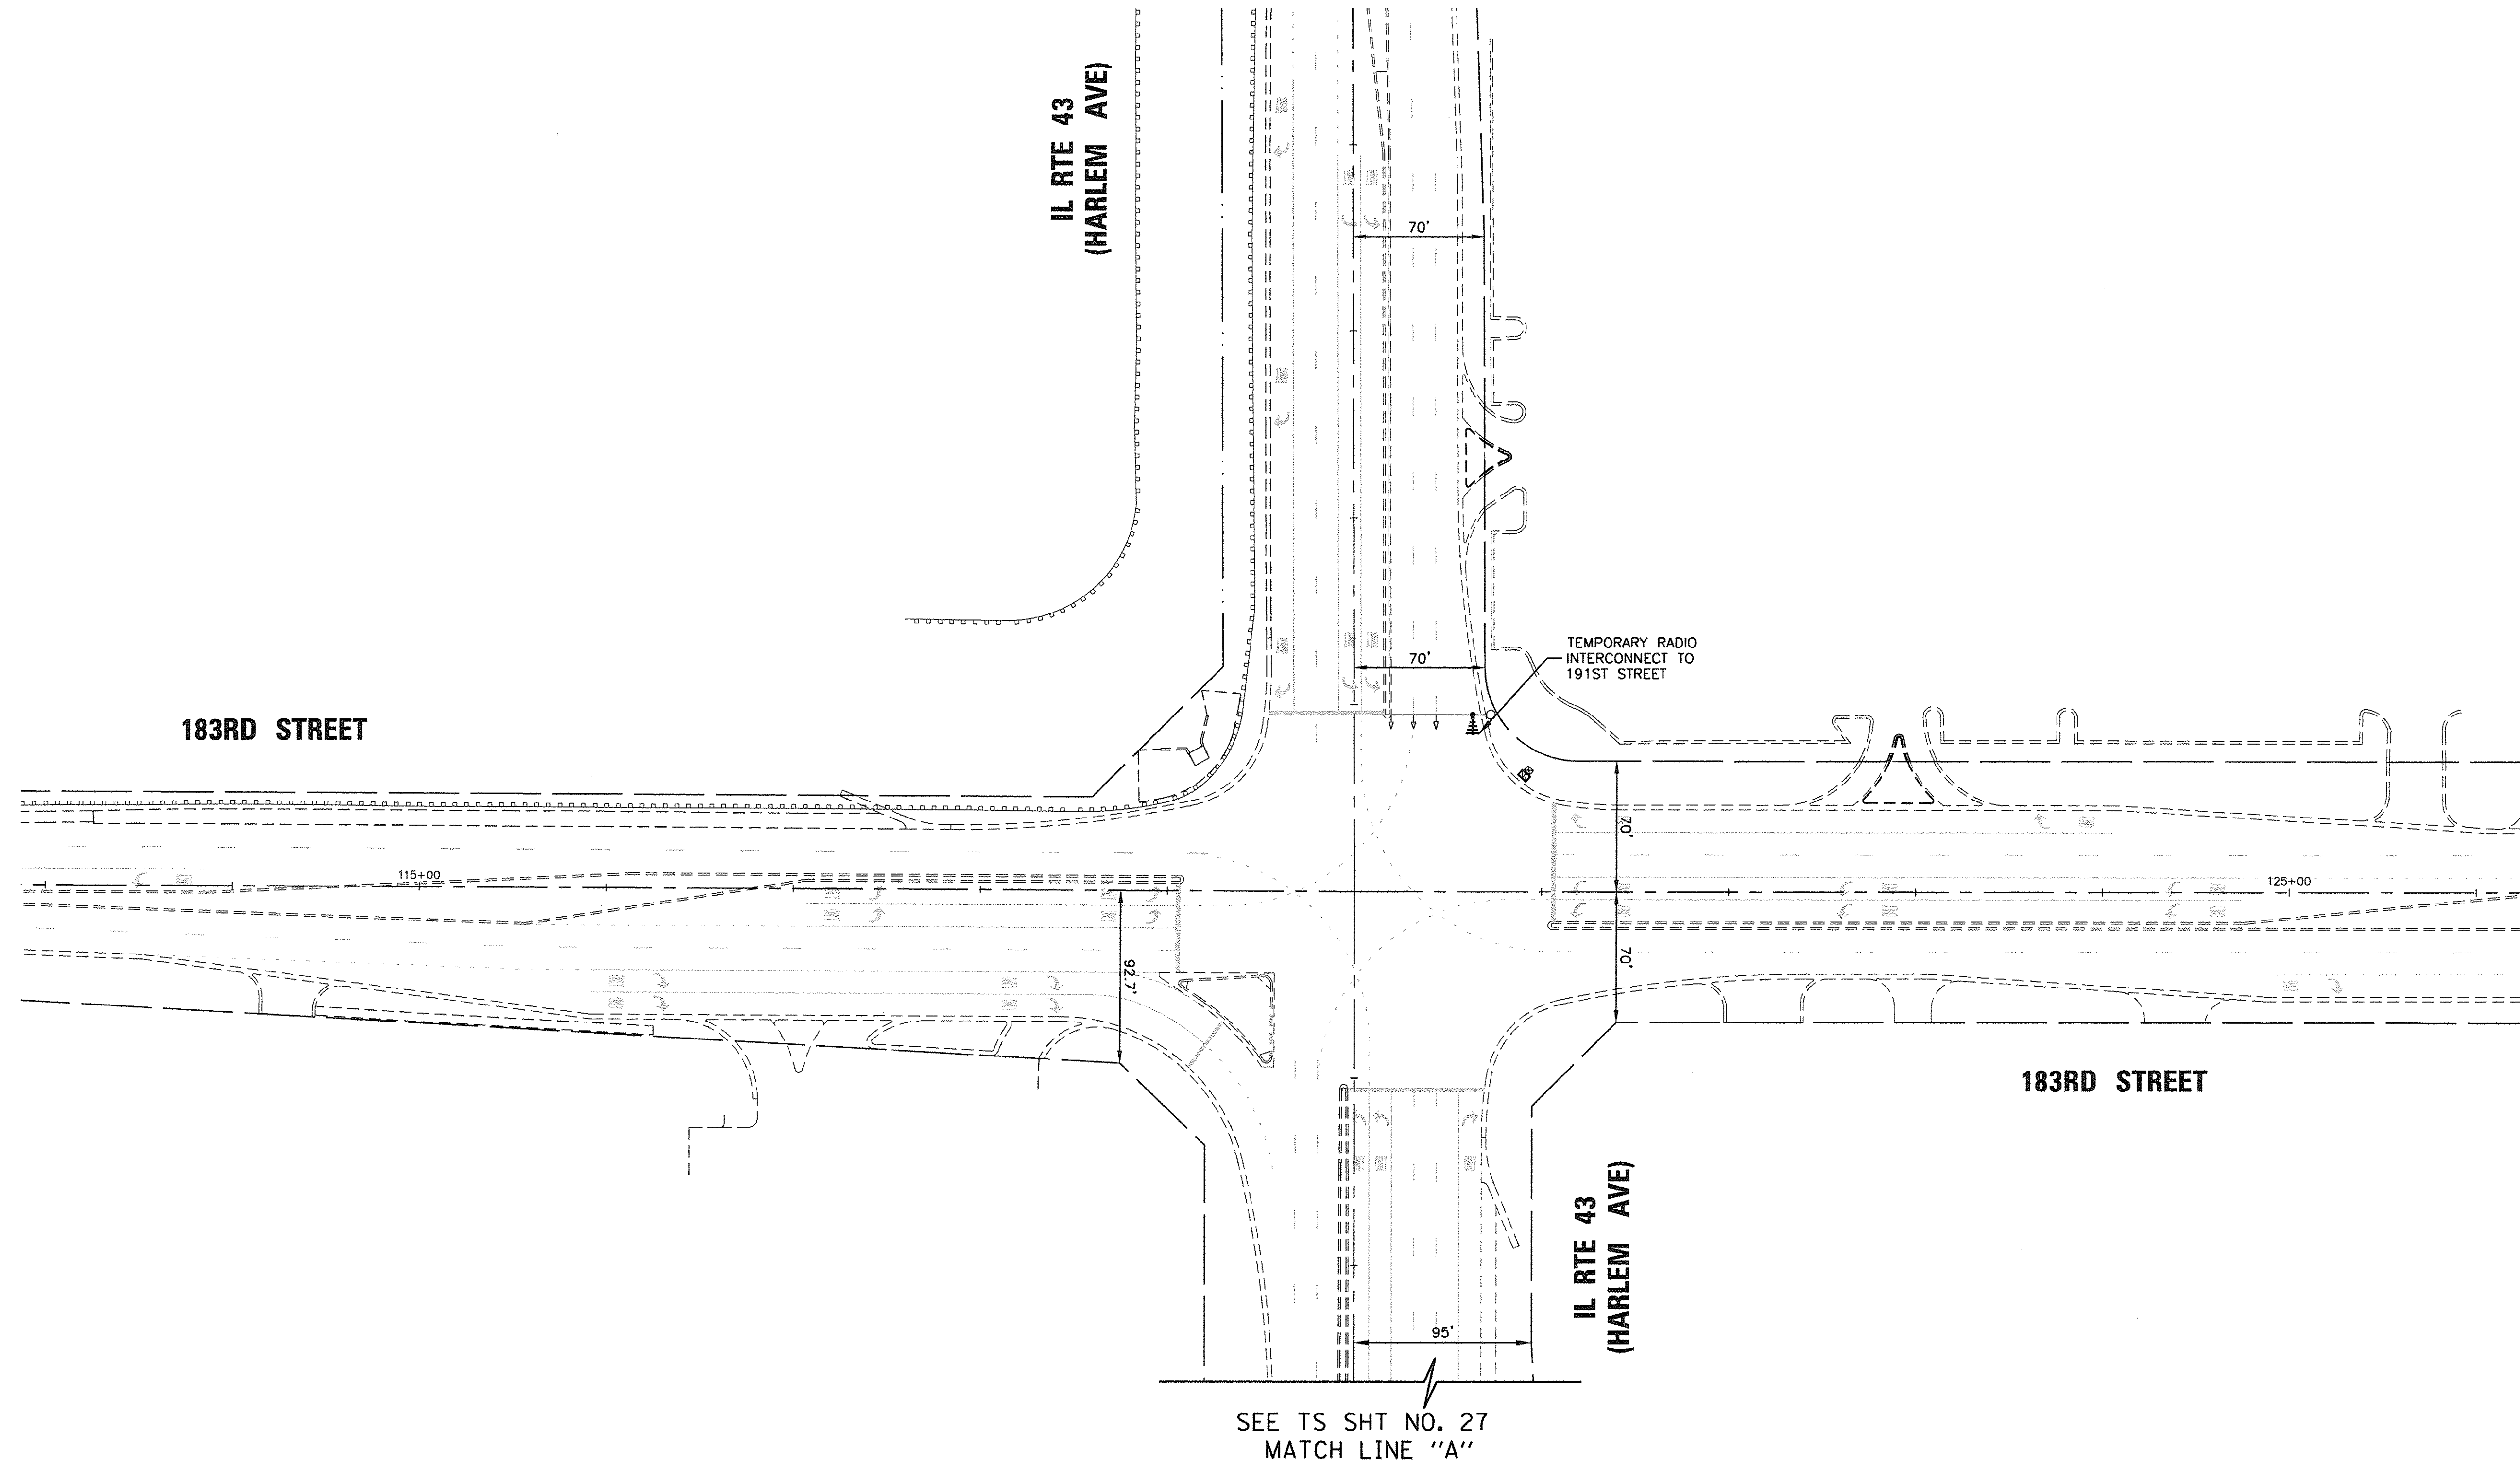 IL RTE 43
(HARLEM AVE)
70'
70'
TEMPORARY RADIO
INTERCONNECT TO
191ST STREET
183RD STREET
70'
115+00
125+00
92.7'
70'
183RD STREET
IL RTE 43
(HARLEM AVE)
95'
SEE TS SHT NO. 27
MATCH LINE "A"